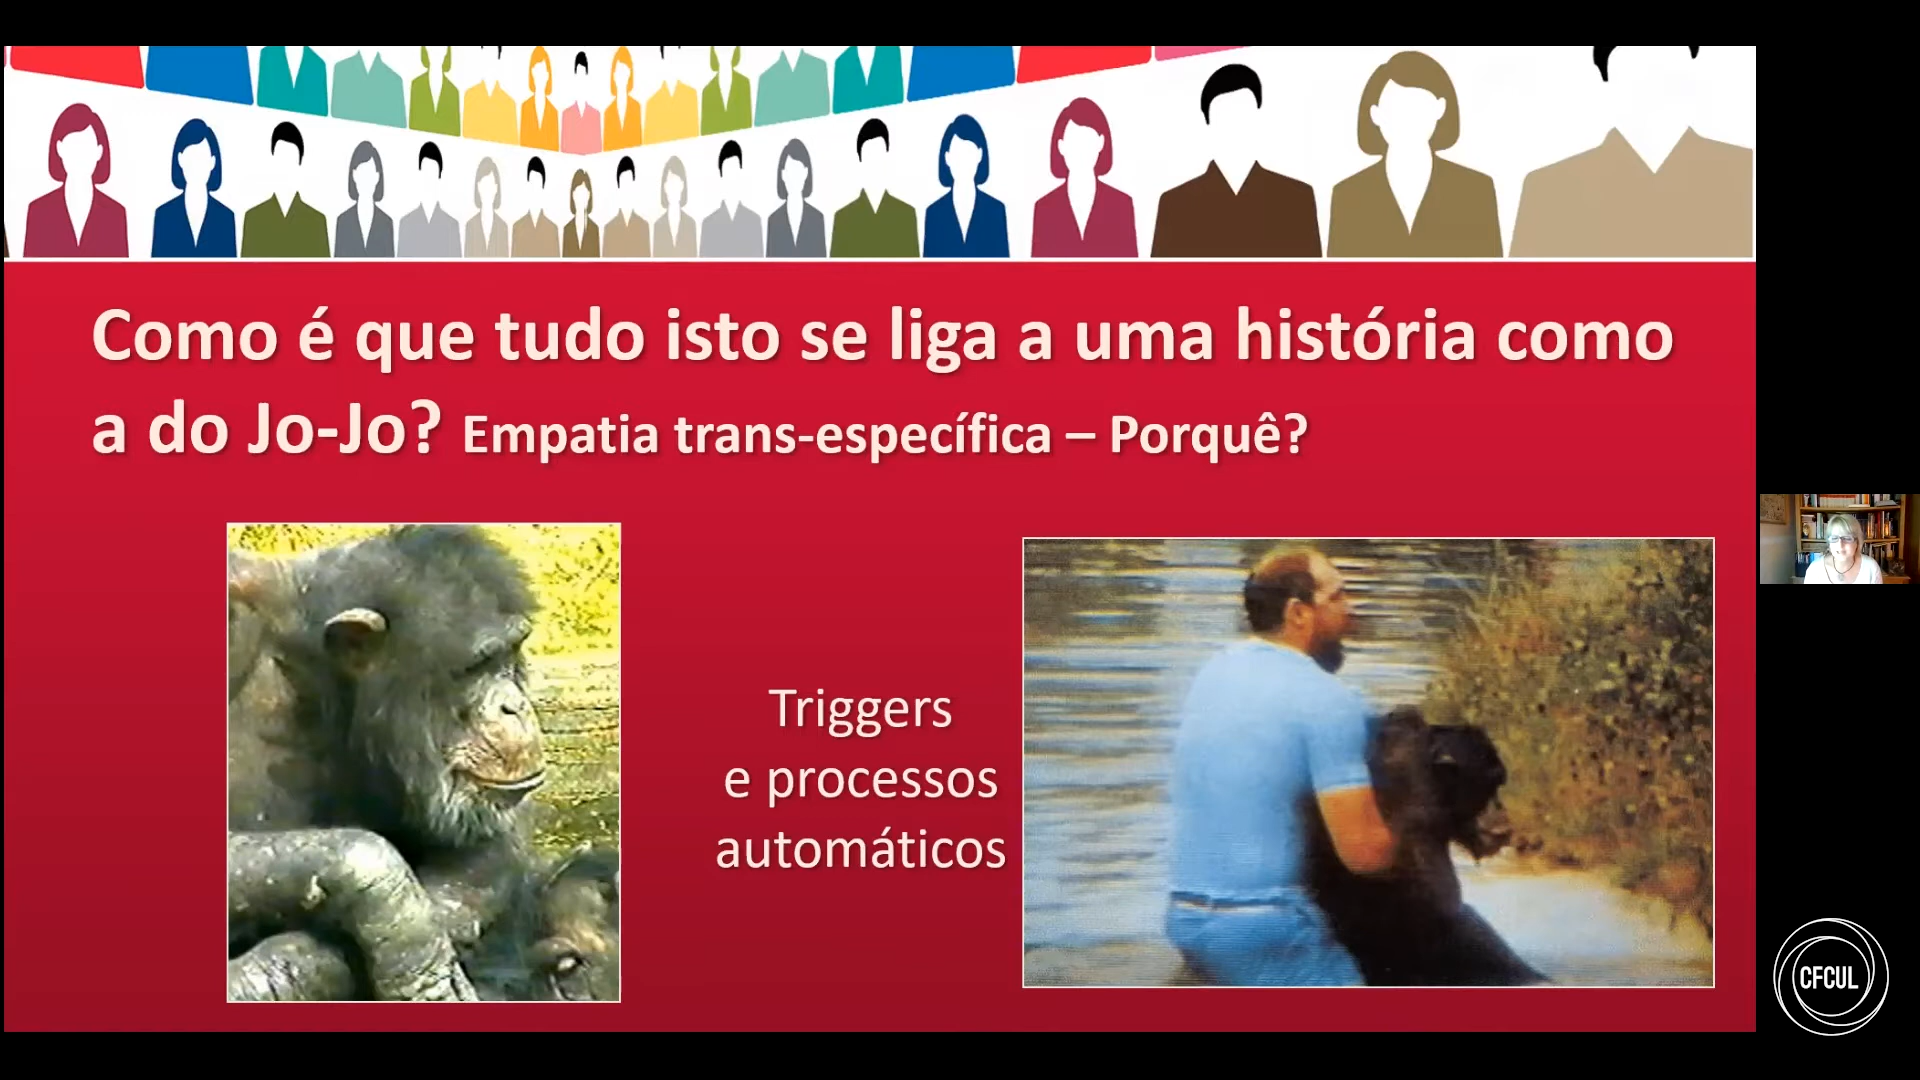 Como é que tudo isto se liga a uma história como
a do Jo-Jo? Empatia trans-específica – Porquê?
Triggers
e processos
automáticos
CFCUL